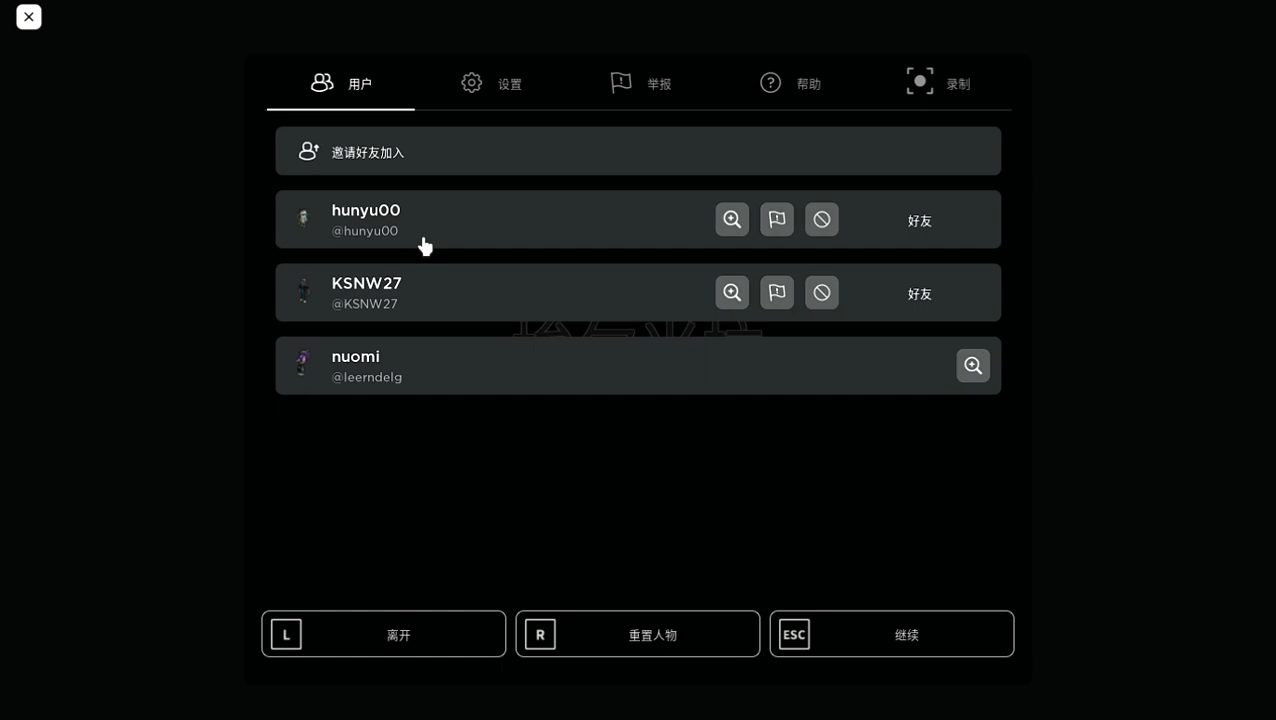 用户
设置
举报
帮助
录制
邀请好友加入
hunyu00
@hunyu00
好友
KSNW27
@KSNW27
好友
nuomi
@leerndelg
L 离开
R 重置人物
ESC 继续